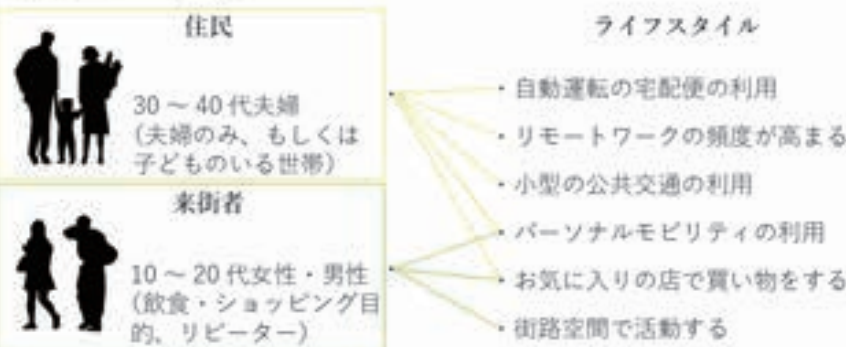 住民
30 ～ 40 代夫婦
(夫婦のみ、もしくは
子どものいる世帯)
来街者
10 ～ 20 代女性・男性
(飲食・ショッピング目
的、リピーター)
ライフスタイル
・自動運転の宅配便の利用
・リモートワークの頻度が高まる
・小型の公共交通の利用
・パーソナルモビリティの利用
・お気に入りの店で買い物をする
・街路空間で活動する